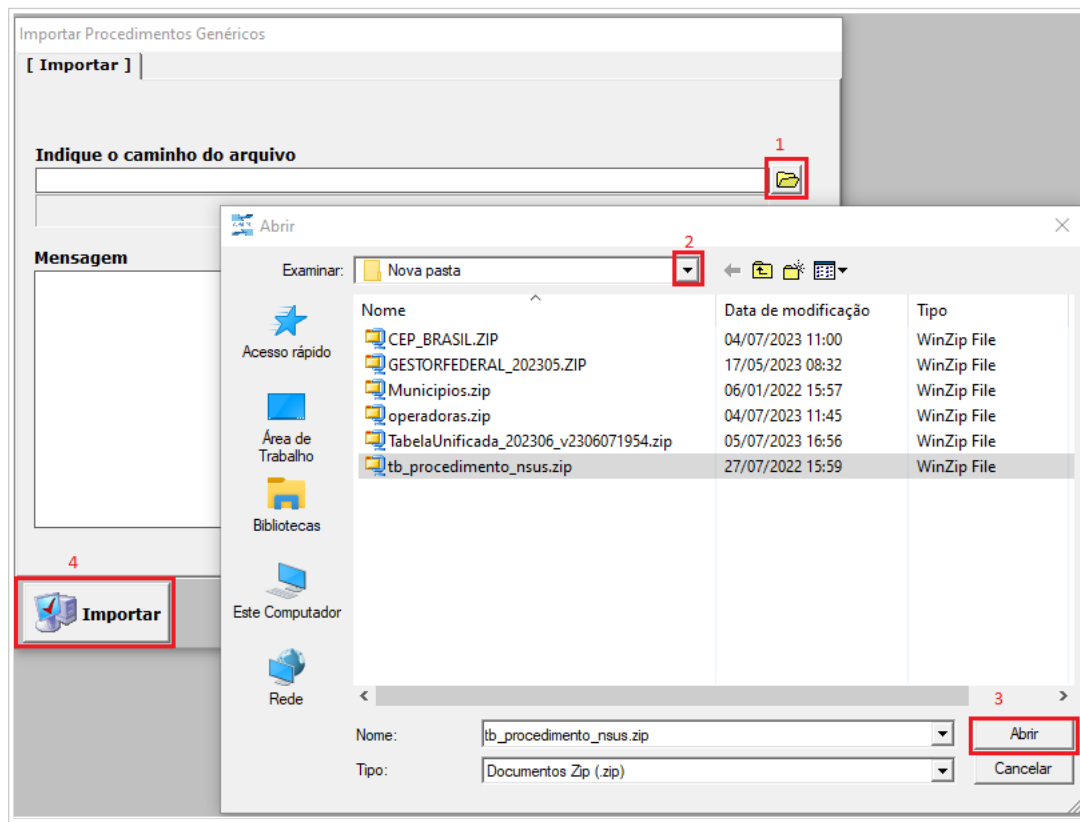 Importar Procedimentos Genéricos
[ Importar ]
1
Indique o caminho do arquivo
Mensagem
4
Importar
Abrir
2
Examinar: Nova pasta
Acesso rápido
Área de
Trabalho
Bibliotecas
Este Computador
Rede
Nome Data de modificação Tipo
CEP_BRASIL.ZIP 04/07/2023 11:00 WinZip File
GESTORFEDERAL_202305.ZIP 17/05/2023 08:32 WinZip File
Municipios.zip 06/01/2022 15:57 WinZip File
operadoras.zip 04/07/2023 11:45 WinZip File
TabelaUnificada_202306_v2306071954.zip 05/07/2023 16:56 WinZip File
tb_procedimento_nsus.zip 27/07/2022 15:59 WinZip File
3
Nome: tb_procedimento_nsus.zip Abrir
Tipo: Documentos Zip (.zip) Cancelar